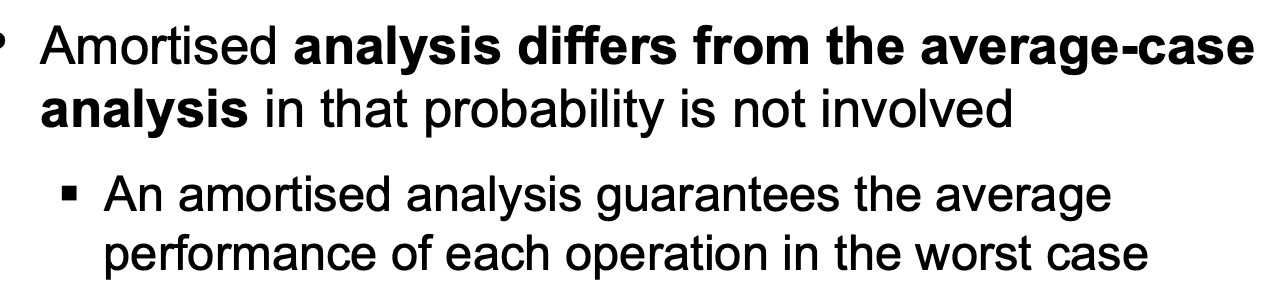 • Amortised analysis differs from the average-case
analysis in that probability is not involved
▪ An amortised analysis guarantees the average
performance of each operation in the worst case